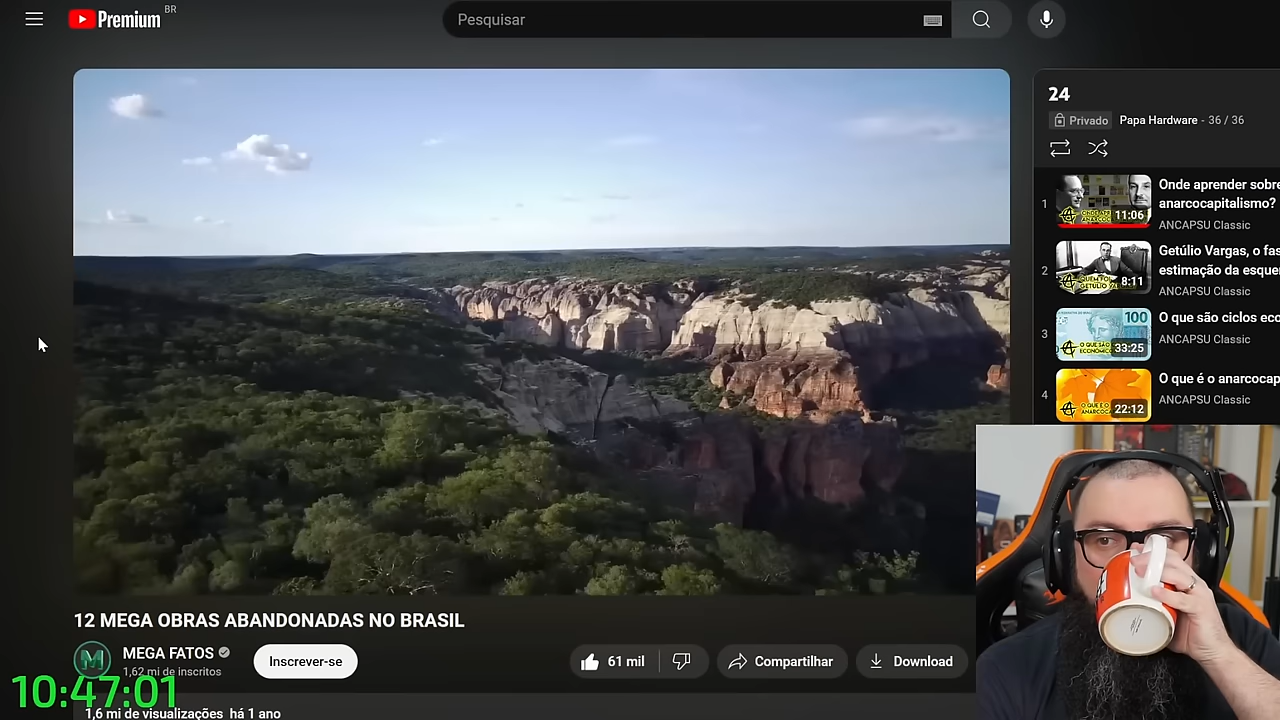 Premium BR
Pesquisar
24
Privado Papa Hardware - 36 / 36
1
11:06
Onde aprender sobre
anarcocapitalismo?
ANCAPSU Classic
2
8:11
Getúlio Vargas, o fas
estimação da esque
ANCAPSU Classic
3
100
33:25
O que são ciclos eco
ANCAPSU Classic
4
22:12
O que é o anarcocap
ANCAPSU Classic
12 MEGA OBRAS ABANDONADAS NO BRASIL
MEGA FATOS
1,62 mi de inscritos
Inscrever-se
61 mil
Compartilhar
Download
10:47:01
1,6 mi de visualizações há 1 ano